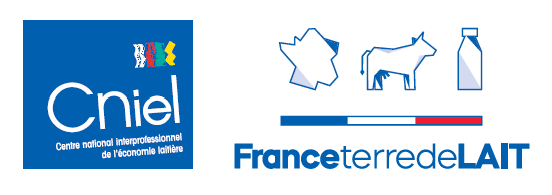 Cniel
Centre national interprofessionnel
de l'économie laitière
FranceterredeLAIT